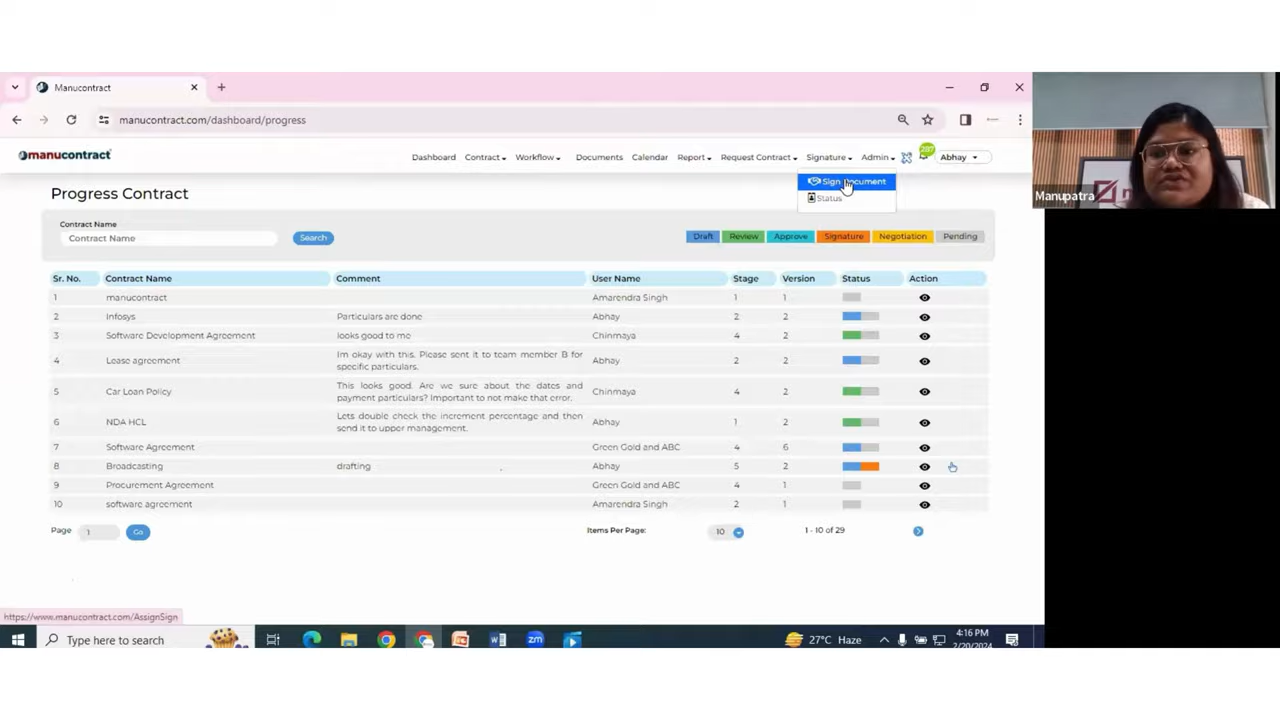 Manucontract
manucontract.com/dashboard/progress
manucontract
Dashboard Contract Workflow Documents Calendar Report Request Contract Signature Admin 287 Abhay
Sign Document
Status
Progress Contract
Contract Name
Contract Name Search
Draft Review Approve Signature Negotiation Pending
Sr. No. Contract Name Comment User Name Stage Version Status Action
1 manucontract Amarendra Singh 1 1
2 Infosys Particulars are done Abhay 2 2
3 Software Development Agreement looks good to me Chinmaya 4 2
4 Lease agreement Im okay with this. Please sent it to team member B for specific particulars. Abhay 2 2
5 Car Loan Policy This looks good. Are we sure about the dates and payment particulars? Important to not make that error. Chinmaya 4 2
6 NDA HCL Lets double check the increment percentage and then send it to upper management. Abhay 1 2
7 Software Agreement Green Gold and ABC 4 6
8 Broadcasting drafting Abhay 5 2
9 Procurement Agreement Green Gold and ABC 4 1
10 software agreement Amarendra Singh 2 1
Page 1 Go Items Per Page: 10 1 - 10 of 29
https://www.manucontract.com/AssignSign
Type here to search
27°C Haze
4:16 PM
2/20/2024
Manupatra